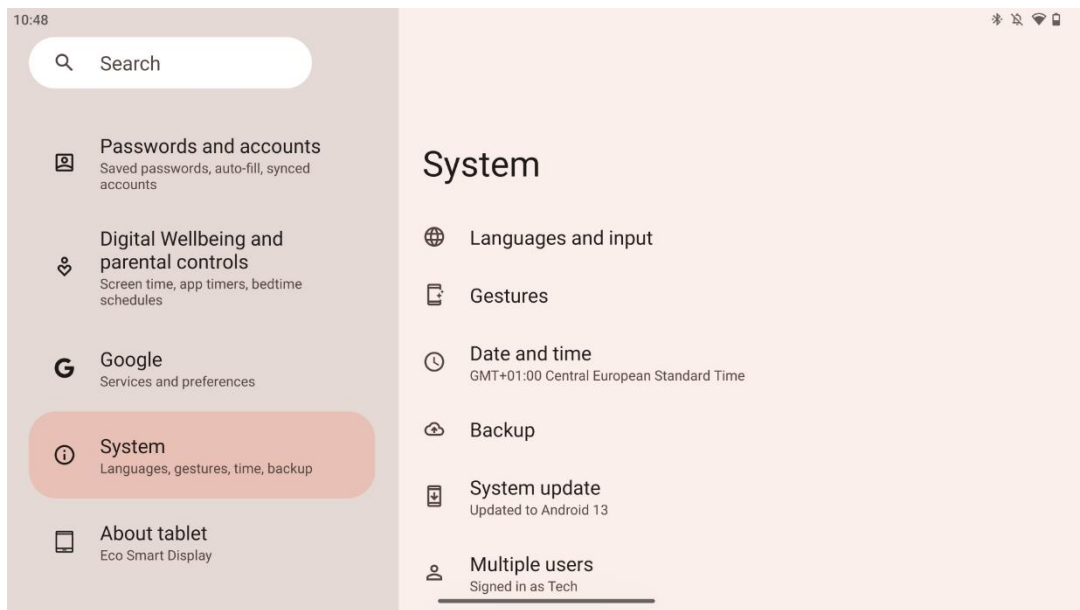 10:48
Search
Passwords and accounts
Saved passwords, auto-fill, synced
accounts
Digital Wellbeing and
parental controls
Screen time, app timers, bedtime
schedules
Google
Services and preferences
System
Languages, gestures, time, backup
About tablet
Eco Smart Display
System
Languages and input
Gestures
Date and time
GMT+01:00 Central European Standard Time
Backup
System update
Updated to Android 13
Multiple users
Signed in as Tech